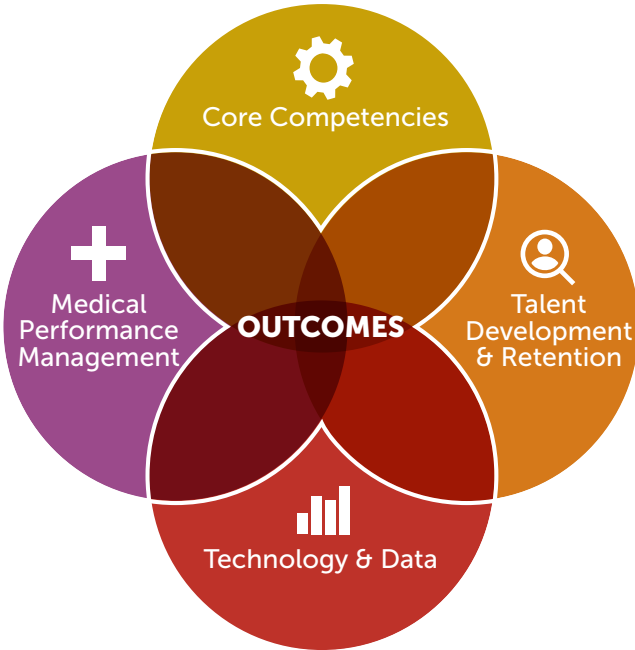 Core Competencies
Medical
Performance
Management
OUTCOMES
Talent
Development
& Retention
Technology & Data